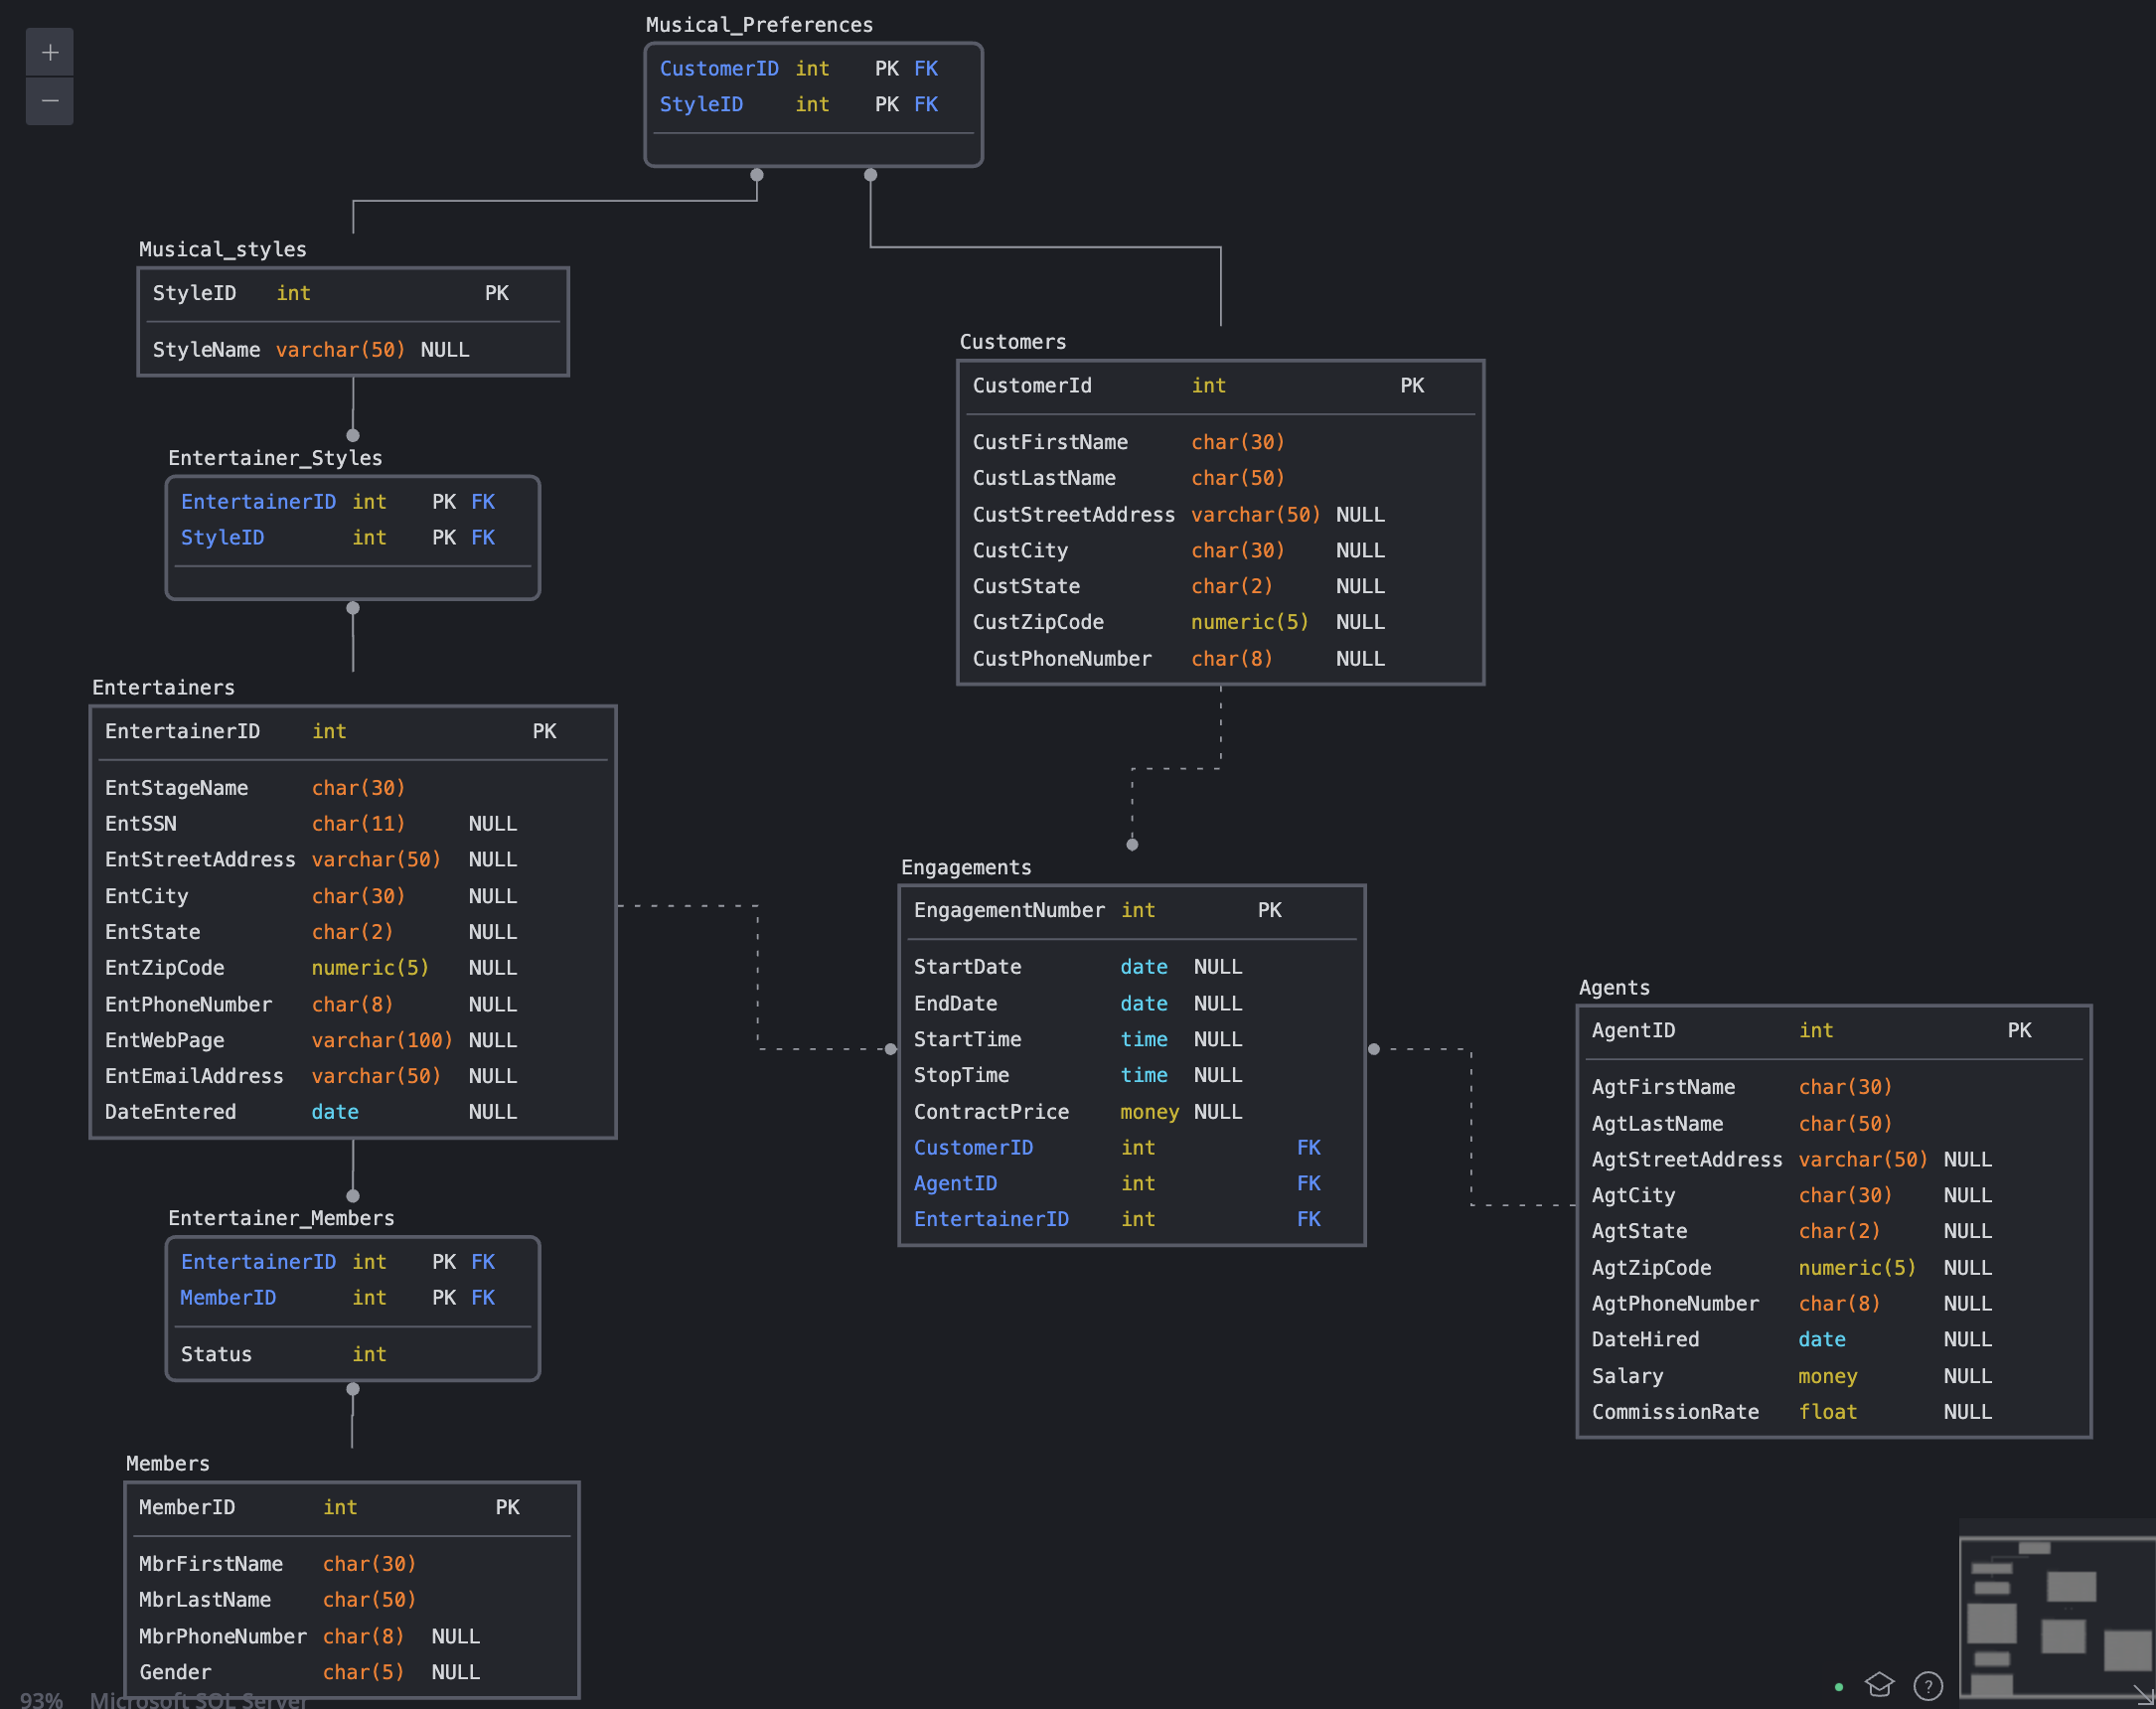 Musical_Preferences
CustomerID int PK FK
StyleID int PK FK
Musical_styles
StyleID int PK
StyleName varchar(50) NULL
Customers
CustomerId int PK
CustFirstName char(30)
CustLastName char(50)
CustStreetAddress varchar(50) NULL
CustCity char(30) NULL
CustState char(2) NULL
CustZipCode numeric(5) NULL
CustPhoneNumber char(8) NULL
Entertainer_Styles
EntertainerID int PK FK
StyleID int PK FK
Entertainers
EntertainerID int PK
EntStageName char(30)
EntSSN char(11) NULL
EntStreetAddress varchar(50) NULL
EntCity char(30) NULL
EntState char(2) NULL
EntZipCode numeric(5) NULL
EntPhoneNumber char(8) NULL
EntWebPage varchar(100) NULL
EntEmailAddress varchar(50) NULL
DateEntered date NULL
Engagements
EngagementNumber int PK
StartDate date NULL
EndDate date NULL
StartTime time NULL
StopTime time NULL
ContractPrice money NULL
CustomerID int FK
AgentID int FK
EntertainerID int FK
Agents
AgentID int PK
AgtFirstName char(30)
AgtLastName char(50)
AgtStreetAddress varchar(50) NULL
AgtCity char(30) NULL
AgtState char(2) NULL
AgtZipCode numeric(5) NULL
AgtPhoneNumber char(8) NULL
DateHired date NULL
Salary money NULL
CommissionRate float NULL
Entertainer_Members
EntertainerID int PK FK
MemberID int PK FK
Status int
Members
MemberID int PK
MbrFirstName char(30)
MbrLastName char(50)
MbrPhoneNumber char(8) NULL
Gender char(5) NULL
93% Microsoft SQL Server